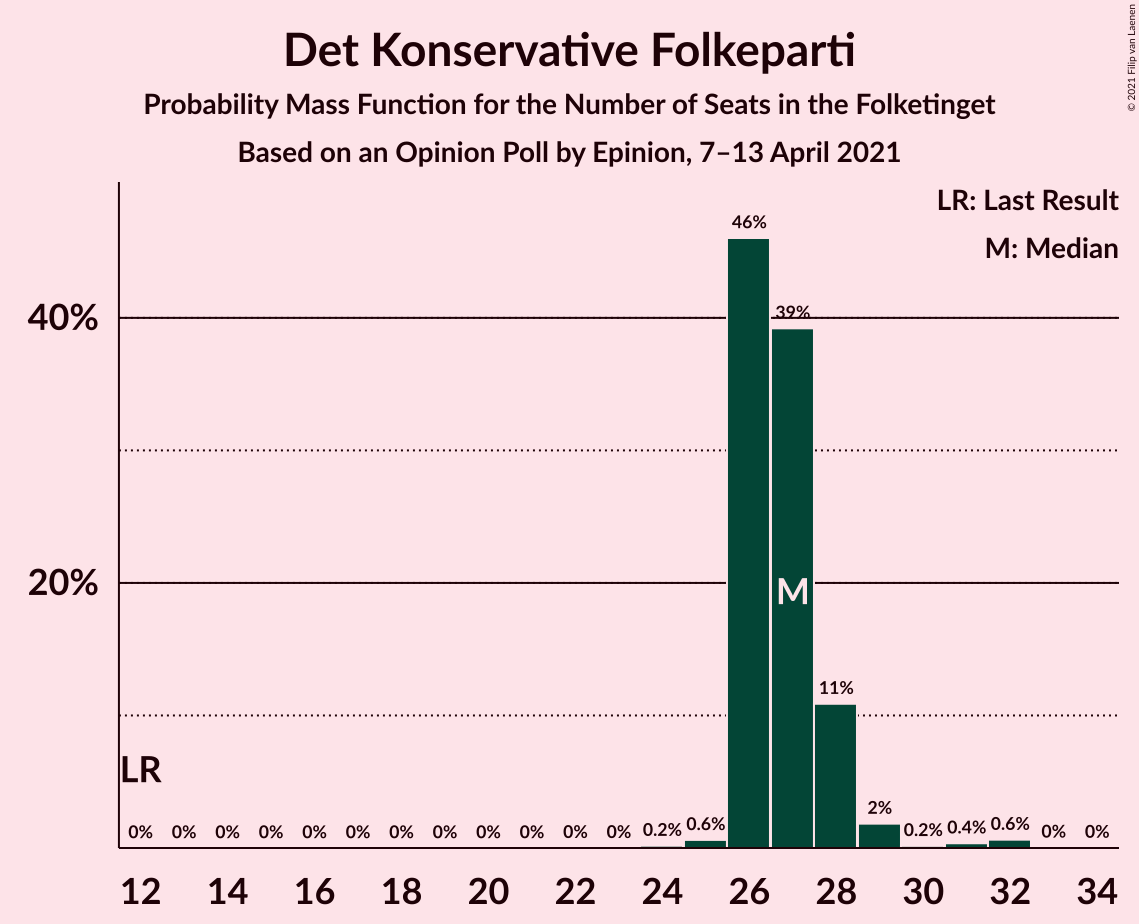 Det Konservative Folkeparti
Probability Mass Function for the Number of Seats in the Folketinget
Based on an Opinion Poll by Epinion, 7–13 April 2021
© 2021 Filip van Laenen
LR: Last Result
M: Median
46%
40%
39%
20%
M
11%
LR
0% 0% 0% 0% 0% 0% 0% 0% 0% 0% 0% 0% 0.2% 0.6% 2% 0.2% 0.4% 0.6% 0% 0%
12 14 16 18 20 22 24 26 28 30 32 34